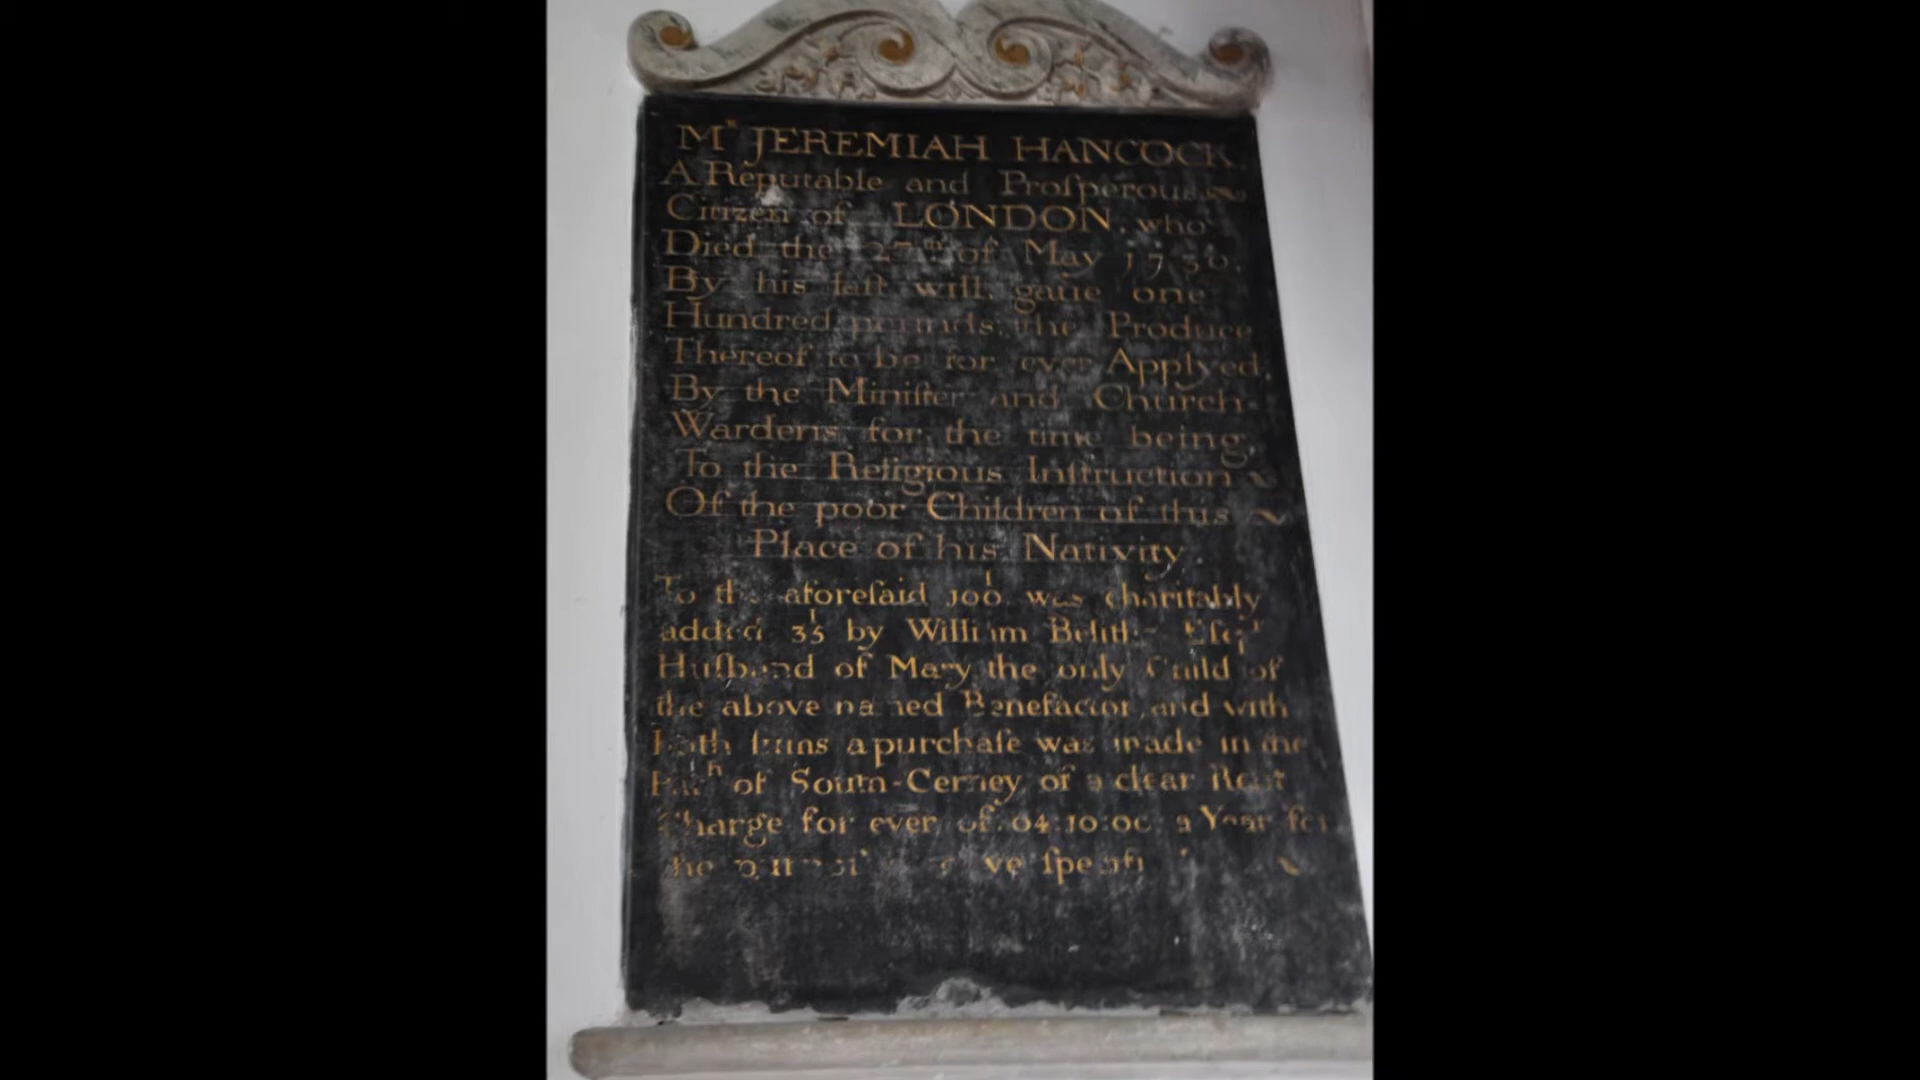 Mr JEREMIAH HANCOCK.
A Reputable and Proſperous
Citizen of LONDON, who
Died the 27th of May 1730.
By his laſt will gaue one
Hundred pounds, the Produce
Thereof to be for ever Applyed,
By the Miniſter and Church-
Wardens for the time being,
To the Religious Inſtruction
Of the poor Children of this
Place of his Nativity.
To the aforeſaid 100l was charitably
added 35l by William Eſqr
Huſband of Mary the only Child of
the above named Benefactor, and with
both ſums a purchaſe was made in the
of South-Cerney of a clear Rent
Charge for ever of 04:10:00 a Year for
the